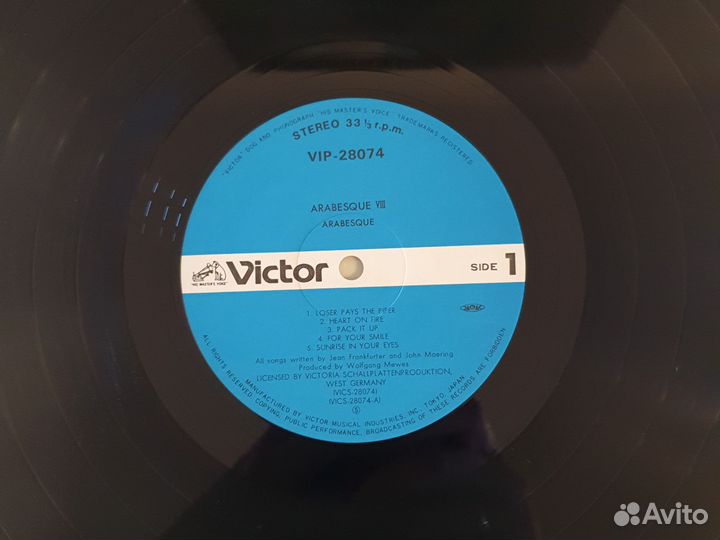 "VICTOR" DOG AND PHONOGRAPH "HIS MASTER'S VOICE" TRADEMARKS REGISTERED
STEREO 33 1/3 r.p.m.
VIP-28074
ARABESQUE VIII
ARABESQUE
"HIS MASTER'S VOICE"
Victor
SIDE 1
1. LOSER PAYS THE PIPER
2. HEART ON FIRE
3. PACK IT UP
4. FOR YOUR SMILE
5. SUNRISE IN YOUR EYES
All songs written by Jean Frankfurter and John Moering
Produced by Wolfgang Mewes
LICENSED BY VICTORIA SCHALLPLATTENPRODUKTION,
WEST GERMANY
(VICS-28074)
(VICS-28074-A)
Ⓢ
MANUFACTURED BY VICTOR MUSICAL INDUSTRIES, INC. TOKYO, JAPAN
ALL RIGHTS RESERVED COPYING, PUBLIC PERFORMANCE, BROADCASTING OF THESE RECORDS ARE FORBIDDEN
Avito